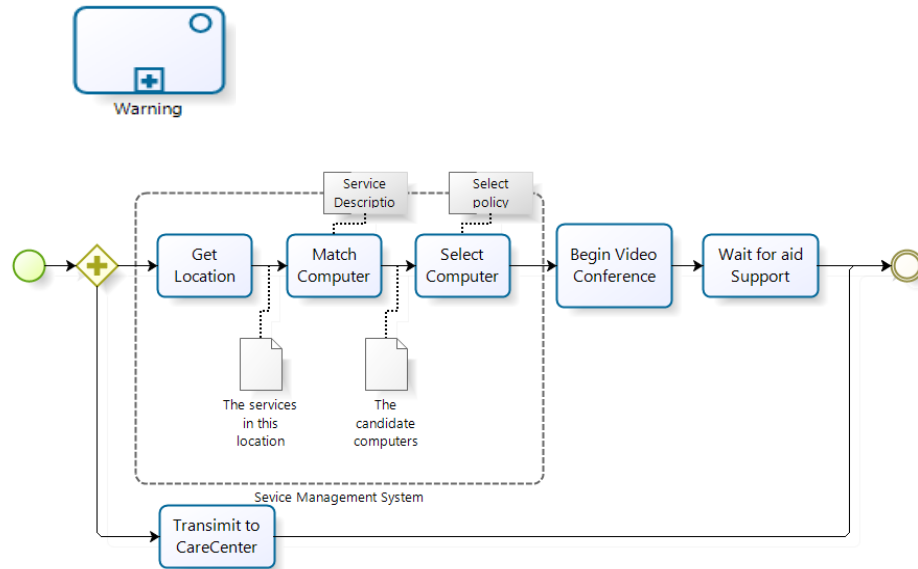 Warning
Service
Descriptio
Select
policy
Get
Location
Match
Computer
Select
Computer
Begin Video
Conference
Wait for aid
Support
The services
in this
location
The
candidate
computers
Sevice Management System
Transimit to
CareCenter